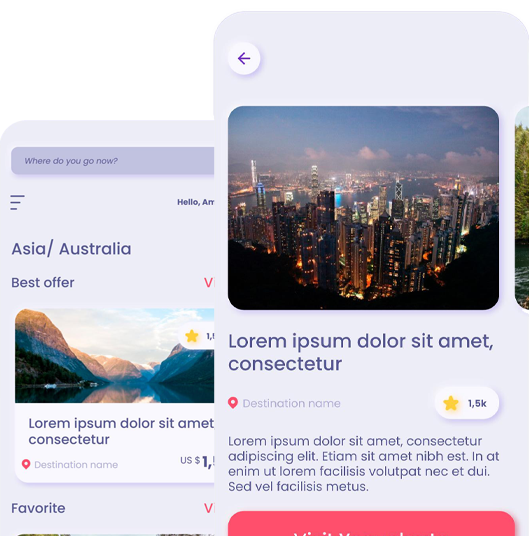 Where do you go now?
Hello, Am
Asia/ Australia
Best offer
Lorem ipsum dolor sit amet
consectetur
Destination name
US $
Favorite
Lorem ipsum dolor sit amet,
consectetur
Destination name
1,5k
Lorem ipsum dolor sit amet, consectetur
adipiscing elit. Etiam sit amet nibh est. In at
enim ut lorem facilisis volutpat nec et dui.
Sed vel facilisis metus.